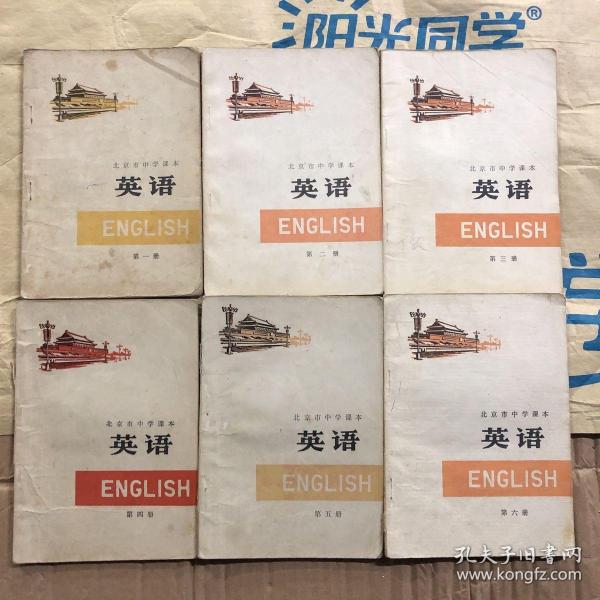 浏阳光同学®
北京市中学课本
英语
ENGLISH
第一册
北京市中学课本
英语
ENGLISH
第二册
北京市中学课本
英语
ENGLISH
第三册
北京市中学课本
英语
ENGLISH
第四册
北京市中学课本
英语
ENGLISH
第五册
北京市中学课本
英语
ENGLISH
第六册
孔夫子旧书网
www.kongfz.com